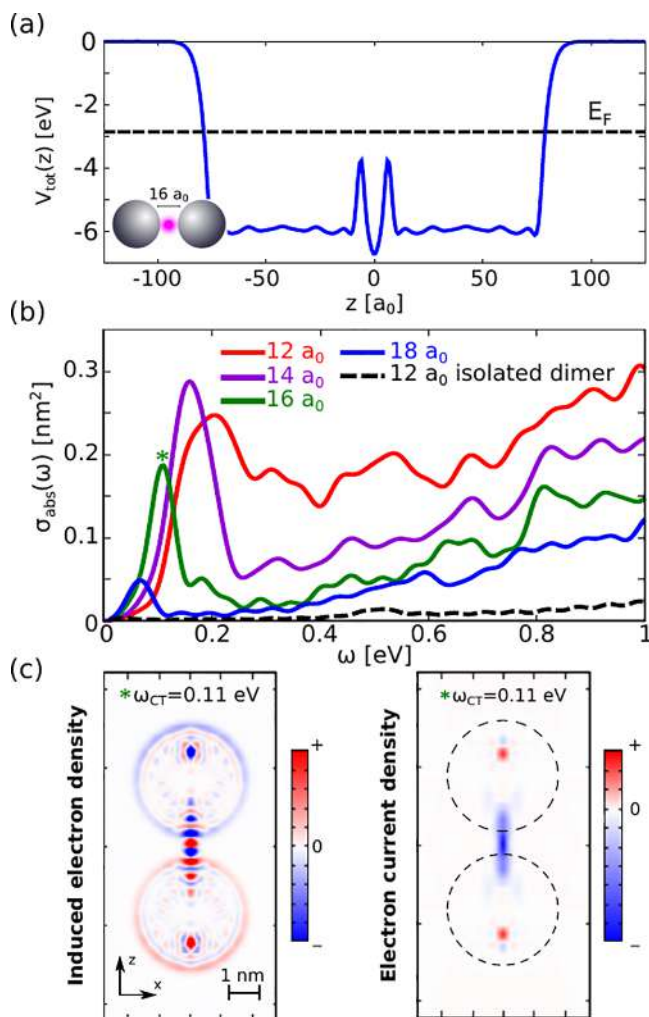 (a)
0
-2
-4
-6
V_tot(z) [eV]
E_F
16 a₀
-100 -50 0 50 100
z [a₀]
(b)
0.3
0.2
0.1
0
σ_abs(ω) [nm²]
12 a₀ 18 a₀
14 a₀ 12 a₀ isolated dimer
16 a₀
*
0 0.2 0.4 0.6 0.8 1
ω [eV]
(c)
Induced electron density
*ω_CT=0.11 eV
+
0
−
z
x
1 nm
Electron current density
*ω_CT=0.11 eV
+
0
−